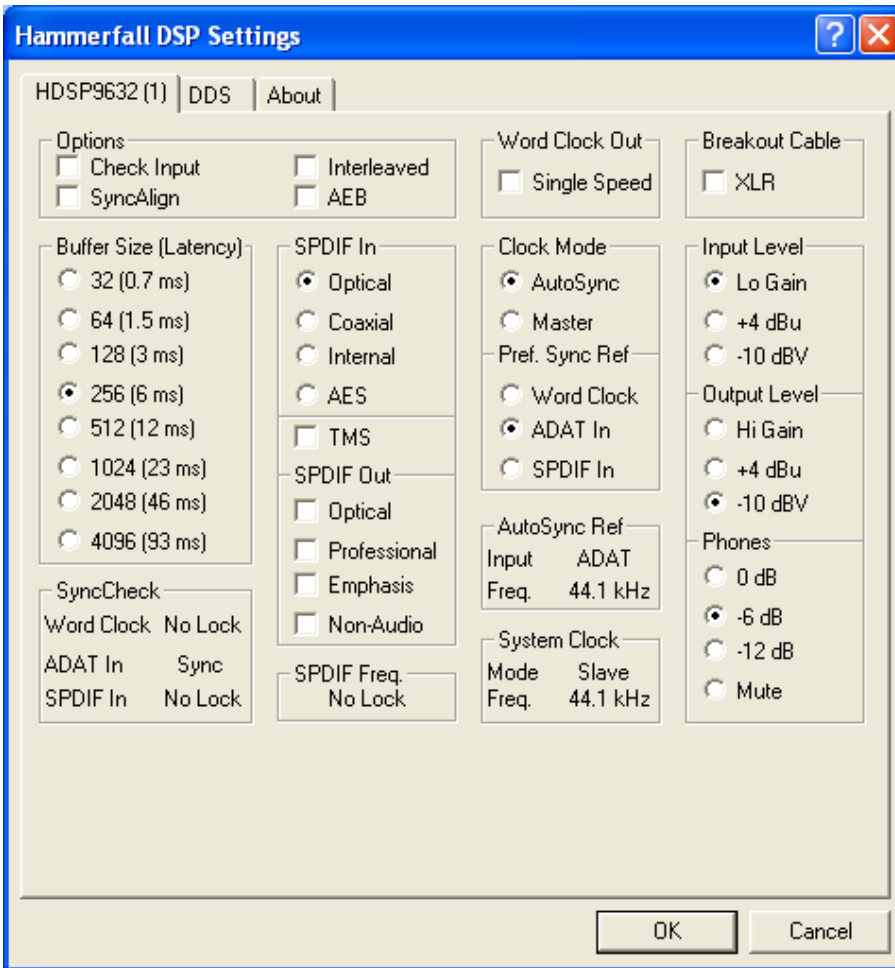 Hammerfall DSP Settings
HDSP9632 (1)
DDS
About
Options
Check Input
Interleaved
SyncAlign
AEB
Word Clock Out
Single Speed
Breakout Cable
XLR
Buffer Size (Latency)
32 (0.7 ms)
64 (1.5 ms)
128 (3 ms)
256 (6 ms)
512 (12 ms)
1024 (23 ms)
2048 (46 ms)
4096 (93 ms)
SyncCheck
Word Clock No Lock
ADAT In Sync
SPDIF In No Lock
SPDIF In
Optical
Coaxial
Internal
AES
TMS
SPDIF Out
Optical
Professional
Emphasis
Non-Audio
SPDIF Freq.
No Lock
Clock Mode
AutoSync
Master
Pref. Sync Ref
Word Clock
ADAT In
SPDIF In
AutoSync Ref
Input ADAT
Freq. 44.1 kHz
System Clock
Mode Slave
Freq. 44.1 kHz
Input Level
Lo Gain
+4 dBu
-10 dBV
Output Level
Hi Gain
+4 dBu
-10 dBV
Phones
0 dB
-6 dB
-12 dB
Mute
OK
Cancel